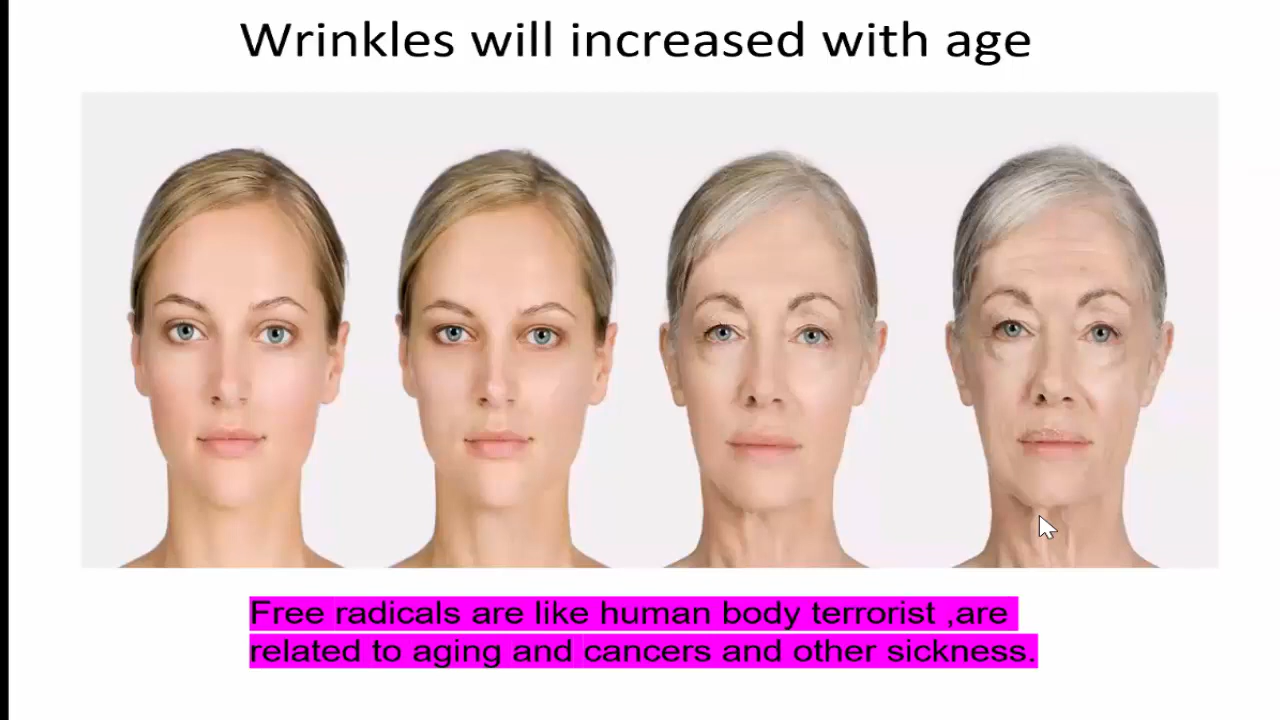 Wrinkles will increased with age
Free radicals are like human body terrorist ,are
related to aging and cancers and other sickness.